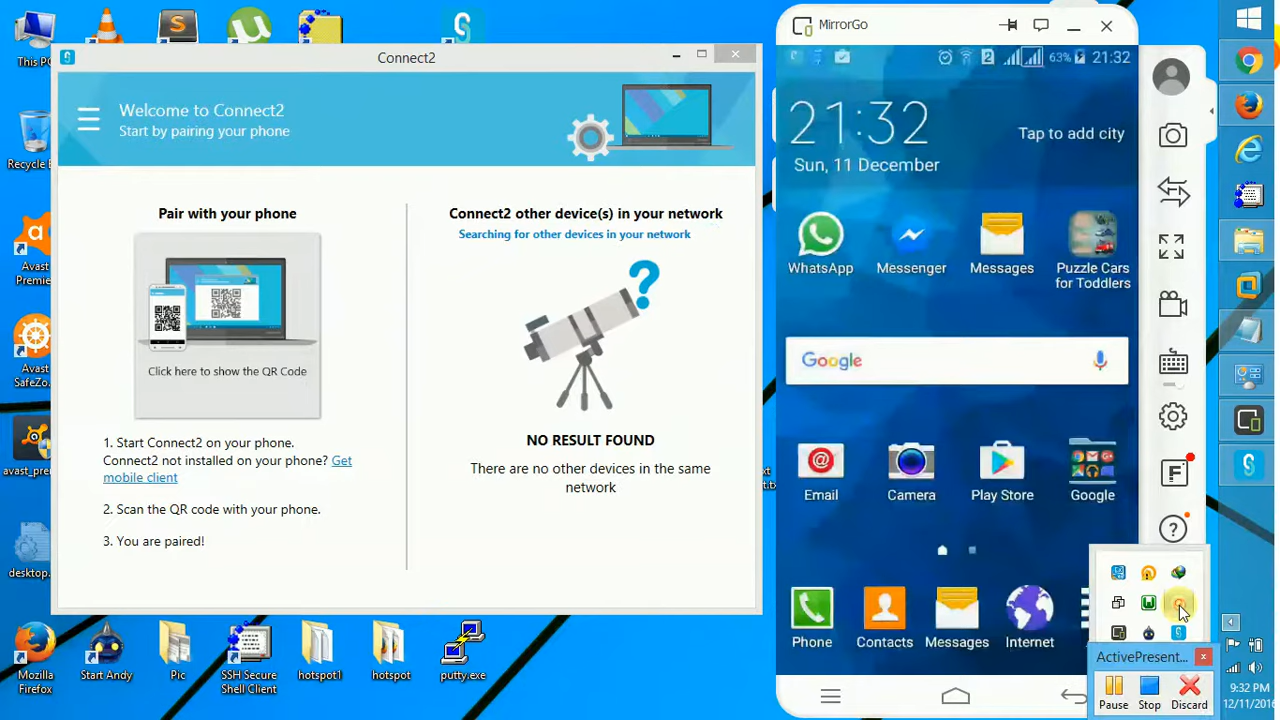 This PC
Recycle
Avast
Premie
Avast
SafeZo.
avast_prem
desktop.
Connect2
Welcome to Connect2
Start by pairing your phone
Pair with your phone
Click here to show the QR Code
1. Start Connect2 on your phone.
Connect2 not installed on your phone? Get
mobile client
2. Scan the QR code with your phone.
3. You are paired!
Connect2 other device(s) in your network
Searching for other devices in your network
?
NO RESULT FOUND
There are no other devices in the same
network
Mozilla
Firefox
Start Andy
Pic
SSH Secure
Shell Client
hotspot1
hotspot
putty.exe
MirrorGo
2
63%
21:32
21:32
Tap to add city
Sun, 11 December
WhatsApp
Messenger
Messages
Puzzle Cars
for Toddlers
Google
Email
Camera
Play Store
Google
Phone
Contacts
Messages
Internet
ActivePresent...
Pause
Stop
Discard
9:32 PM
12/11/2016